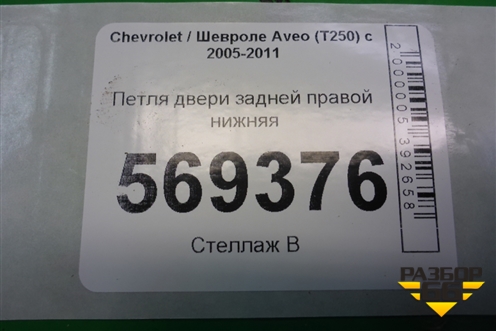 Chevrolet / Шевроле Aveo (T250) с
2005-2011
Петля двери задней правой
нижняя
569376
Стеллаж В
2000005392658
РАЗБОР